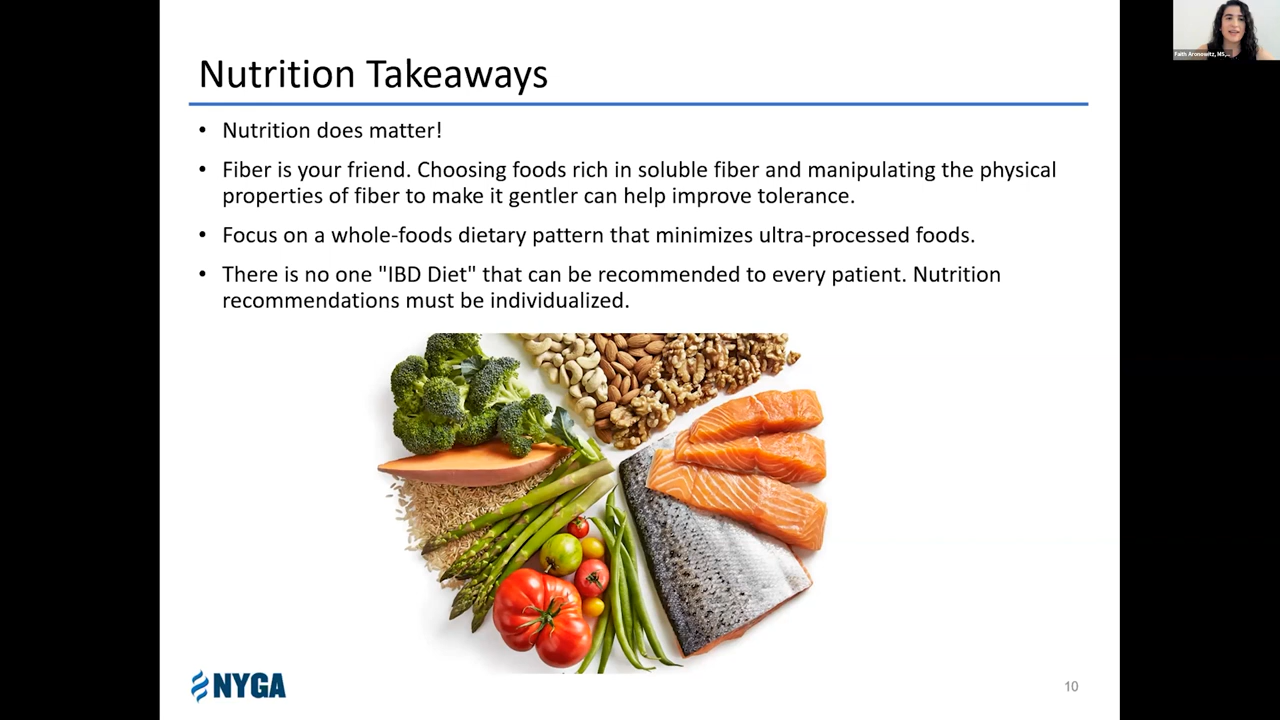 Nutrition Takeaways
• Nutrition does matter!
• Fiber is your friend. Choosing foods rich in soluble fiber and manipulating the physical
properties of fiber to make it gentler can help improve tolerance.
• Focus on a whole-foods dietary pattern that minimizes ultra-processed foods.
• There is no one "IBD Diet" that can be recommended to every patient. Nutrition
recommendations must be individualized.
NYGA
10
Faith Aronowitz, MS,...